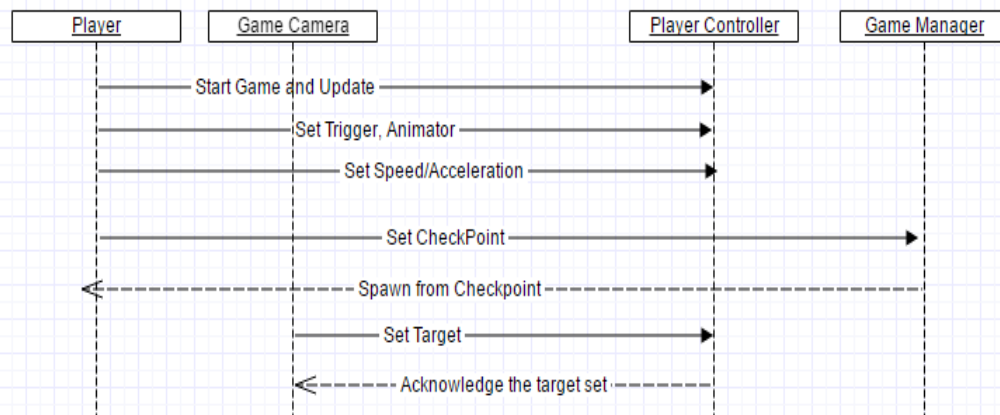 Player
Game Camera
Player Controller
Game Manager
Start Game and Update
Set Trigger, Animator
Set Speed/Acceleration
Set CheckPoint
Spawn from Checkpoint
Set Target
Acknowledge the target set